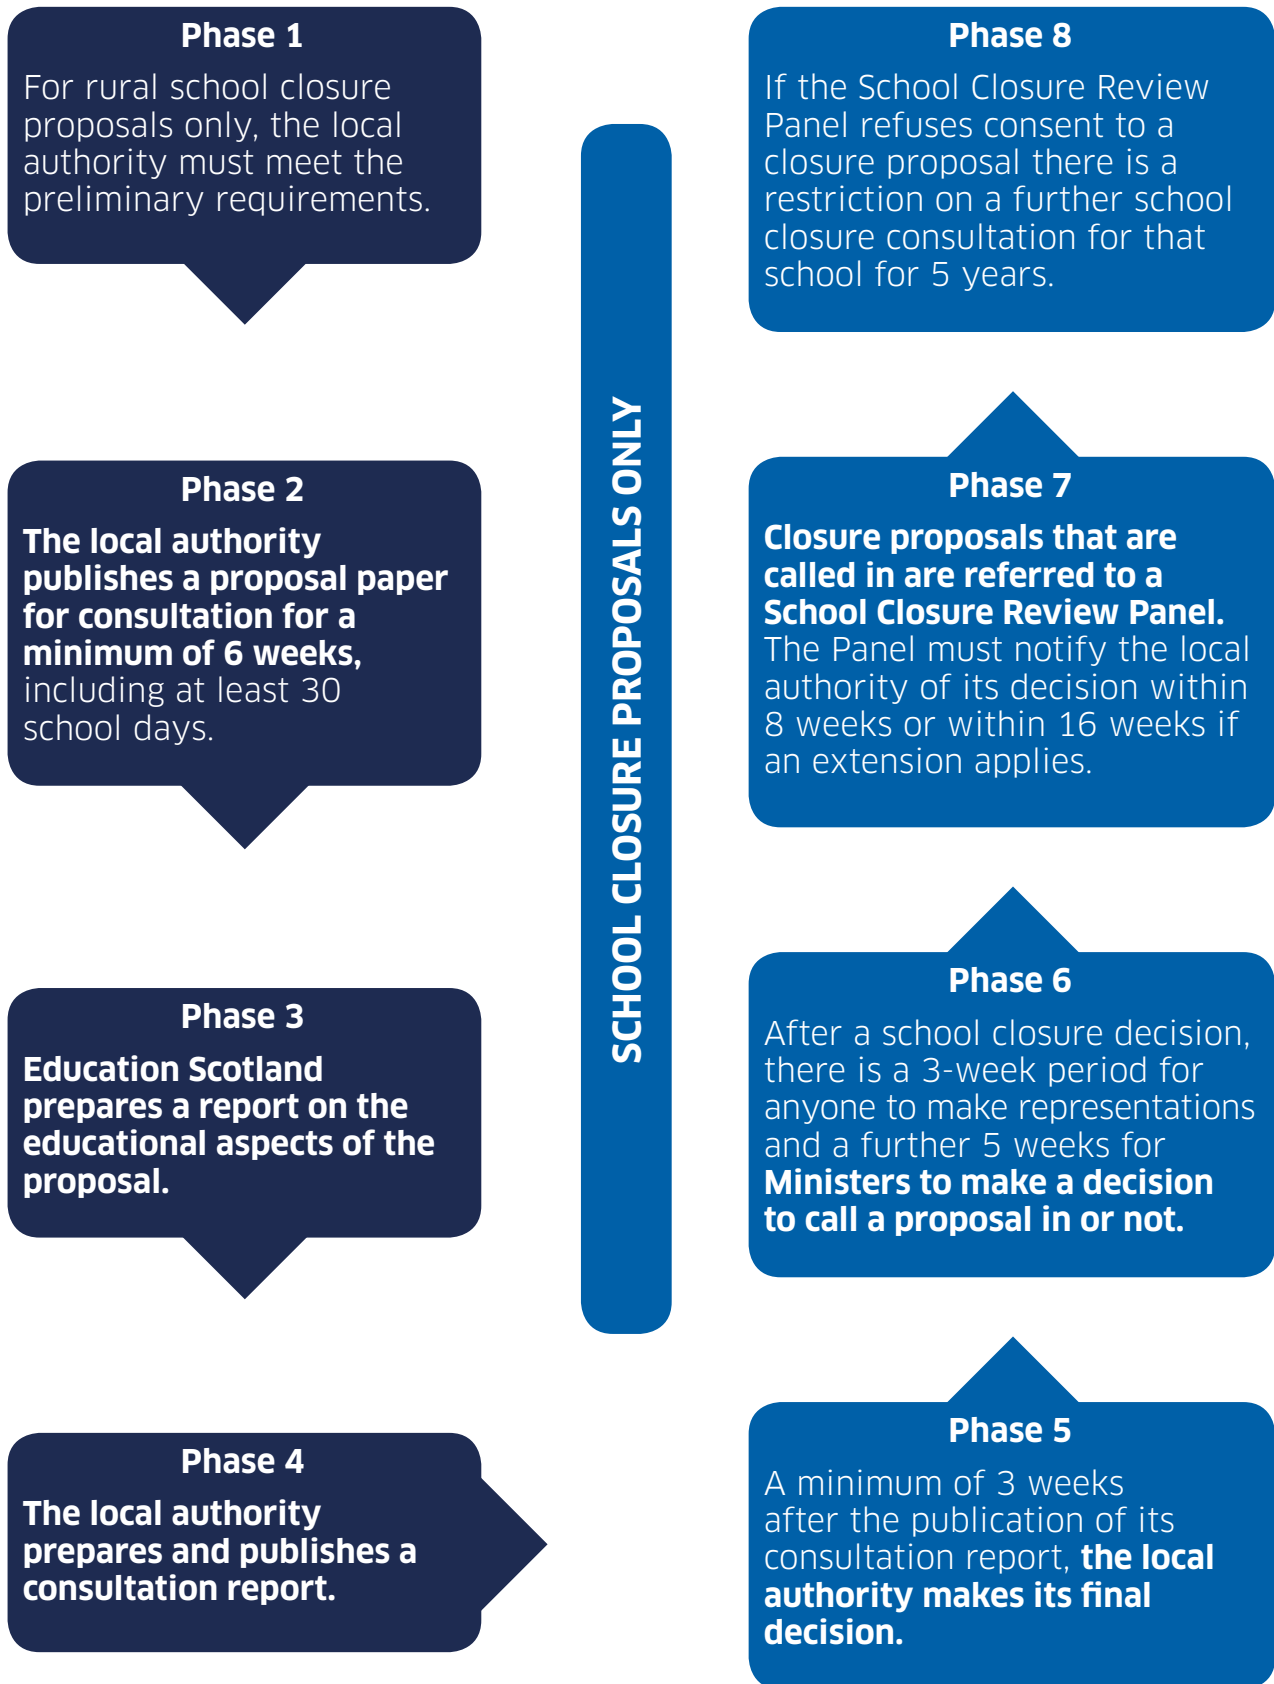 Phase 1
For rural school closure
proposals only, the local
authority must meet the
preliminary requirements.
Phase 2
The local authority
publishes a proposal paper
for consultation for a
minimum of 6 weeks,
including at least 30
school days.
Phase 3
Education Scotland
prepares a report on the
educational aspects of the
proposal.
Phase 4
The local authority
prepares and publishes a
consultation report.
SCHOOL CLOSURE PROPOSALS ONLY
Phase 5
A minimum of 3 weeks
after the publication of its
consultation report, the local
authority makes its final
decision.
Phase 6
After a school closure decision,
there is a 3-week period for
anyone to make representations
and a further 5 weeks for
Ministers to make a decision
to call a proposal in or not.
Phase 7
Closure proposals that are
called in are referred to a
School Closure Review Panel.
The Panel must notify the local
authority of its decision within
8 weeks or within 16 weeks if
an extension applies.
Phase 8
If the School Closure Review
Panel refuses consent to a
closure proposal there is a
restriction on a further school
closure consultation for that
school for 5 years.